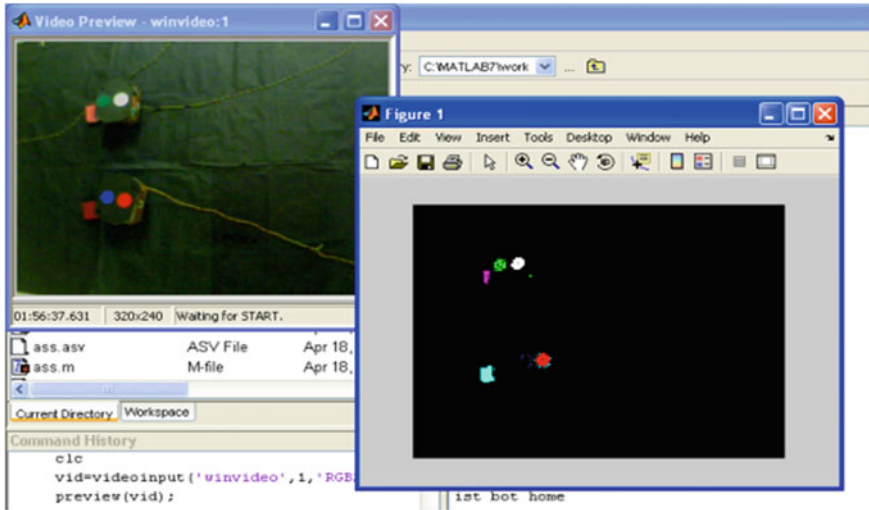 Video Preview - winvideo:1
01:56:37.631 320x240 Waiting for START.
ass.asv ASV File Apr 18,
ass.m M-file Apr 18,
Current Directory Workspace
Command History
clc
vid=videoinput('winvideo',1,'RGB
preview(vid);
y: C:\MATLAB7\work ...
Figure 1
File Edit View Insert Tools Desktop Window Help
ist bot home